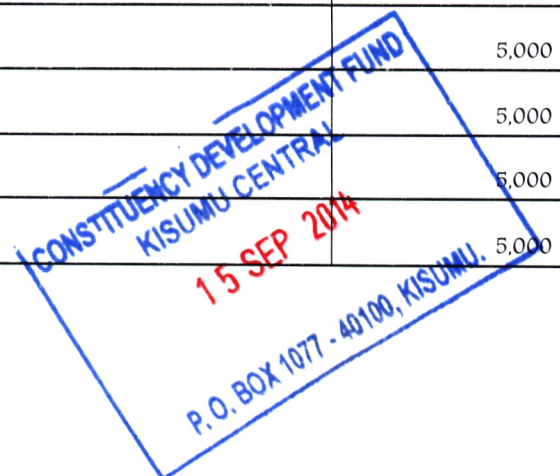 5,000
5,000
5,000
5,000
CONSTITUENCY DEVELOPMENT FUND
KISUMU CENTRAL
15 SEP 2014
P. O. BOX 1077 - 40100, KISUMU.